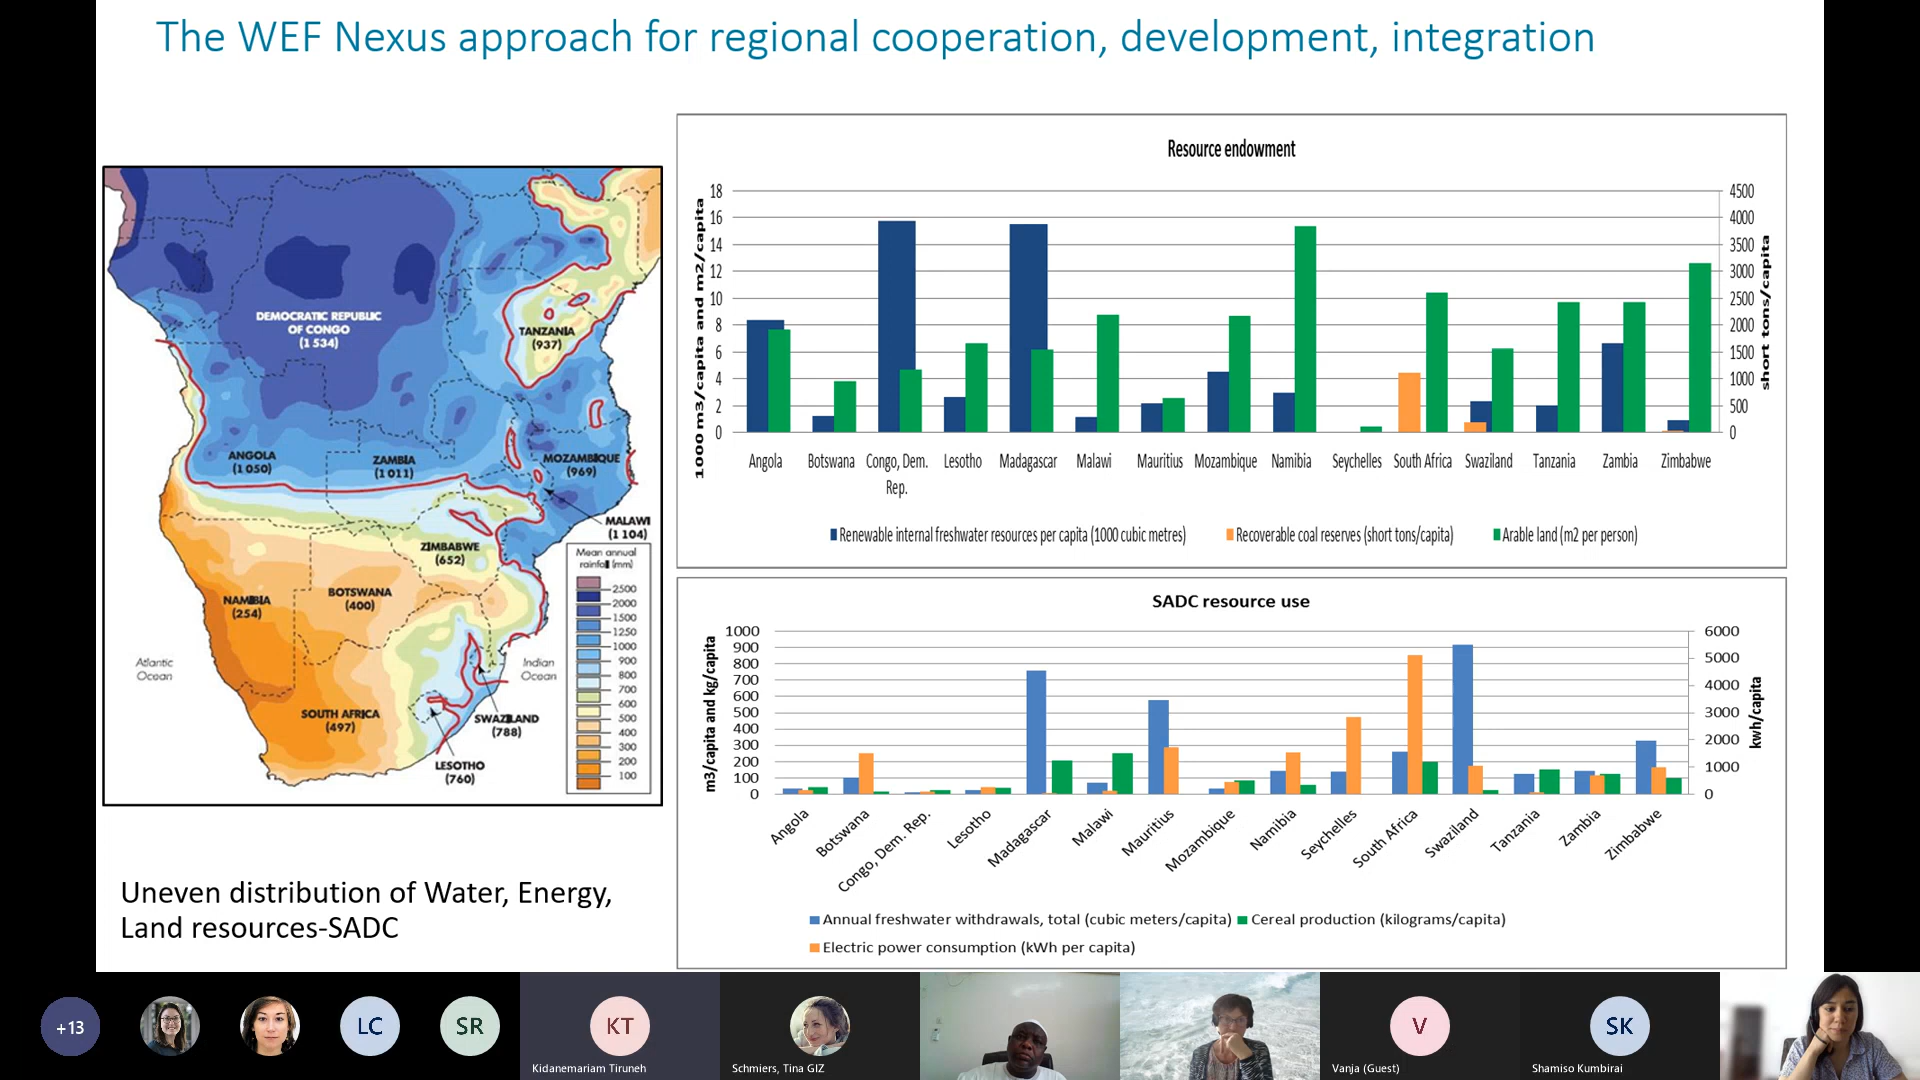 The WEF Nexus approach for regional cooperation, development, integration
DEMOCRATIC REPUBLIC
OF CONGO
(1 534)
TANZANIA
(937)
ANGOLA
(1 050)
ZAMBIA
(1 011)
MOZAMBIQUE
(969)
MALAWI
(1 104)
ZIMBABWE
(652)
NAMIBIA
(254)
BOTSWANA
(400)
Atlantic
Ocean
Indian
Ocean
SOUTH AFRICA
(497)
SWAZILAND
(788)
LESOTHO
(760)
Mean annual
rainfall (mm)
2500
2000
1500
1250
1000
900
800
700
600
500
400
300
200
100
Uneven distribution of Water, Energy,
Land resources-SADC
Resource endowment
1000 m3/capita and m2/capita
18
16
14
12
10
8
6
4
2
0
4500
4000
3500
3000
2500
2000
1500
1000
500
0
short tons/capita
Angola Botswana Congo, Dem. Rep. Lesotho Madagascar Malawi Mauritius Mozambique Namibia Seychelles South Africa Swaziland Tanzania Zambia Zimbabwe
Renewable internal freshwater resources per capita (1000 cubic metres) Recoverable coal reserves (short tons/capita) Arable land (m2 per person)
SADC resource use
m3/capita and kg/capita
1000
900
800
700
600
500
400
300
200
100
0
6000
5000
4000
3000
2000
1000
0
kwh/capita
Angola Botswana Congo, Dem. Rep. Lesotho Madagascar Malawi Mauritius Mozambique Namibia Seychelles South Africa Swaziland Tanzania Zambia Zimbabwe
Annual freshwater withdrawals, total (cubic meters/capita) Cereal production (kilograms/capita)
Electric power consumption (kWh per capita)
+13
LC
SR
KT
Kidanemariam Tiruneh
Schmiers, Tina GIZ
V
Vanja (Guest)
SK
Shamiso Kumbirai